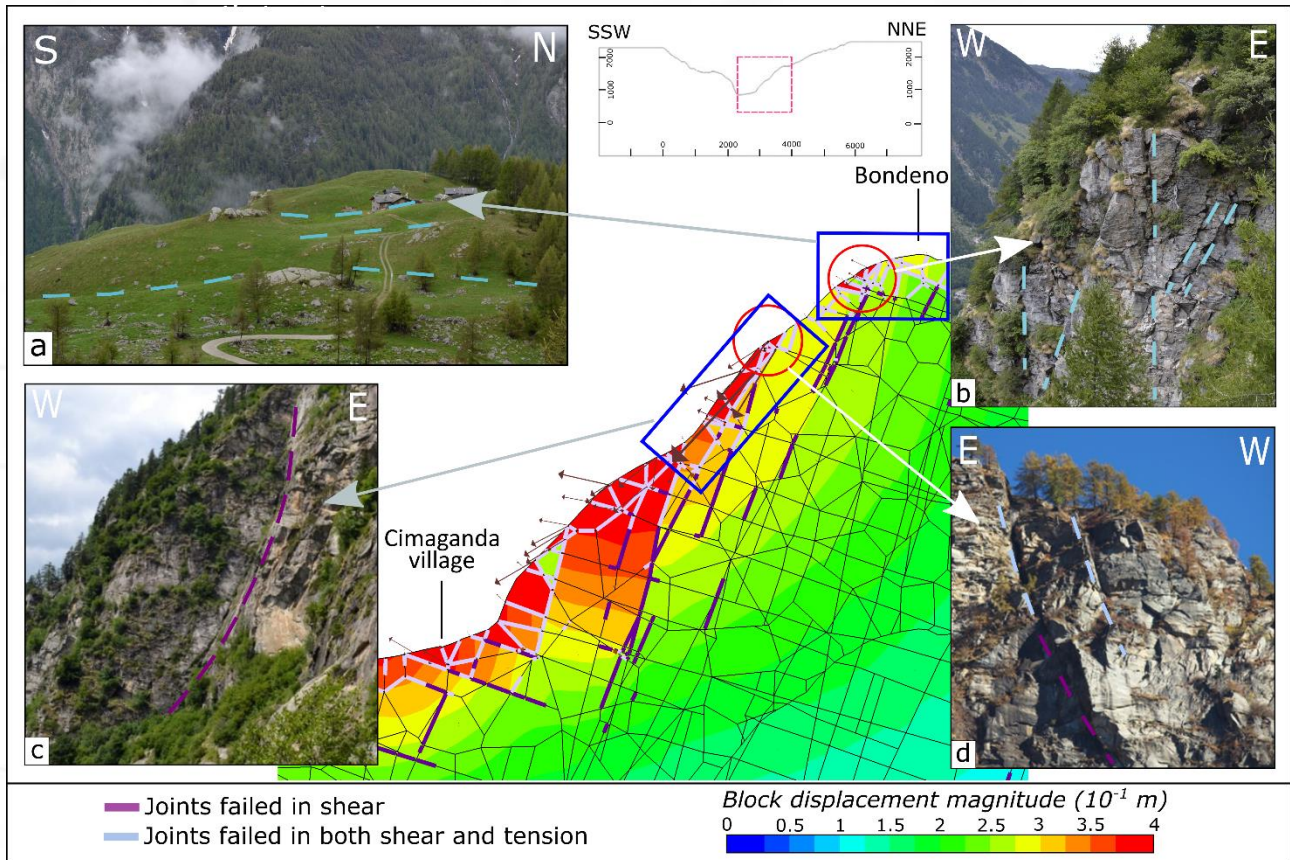 S
N
a
SSW
NNE
2000
1000
0
2000
1000
0
0
2000
4000
6000
Bondeno
W
E
b
W
E
c
Cimaganda
village
E
W
d
Joints failed in shear
Joints failed in both shear and tension
Block displacement magnitude (10⁻¹ m)
0 0.5 1 1.5 2 2.5 3 3.5 4